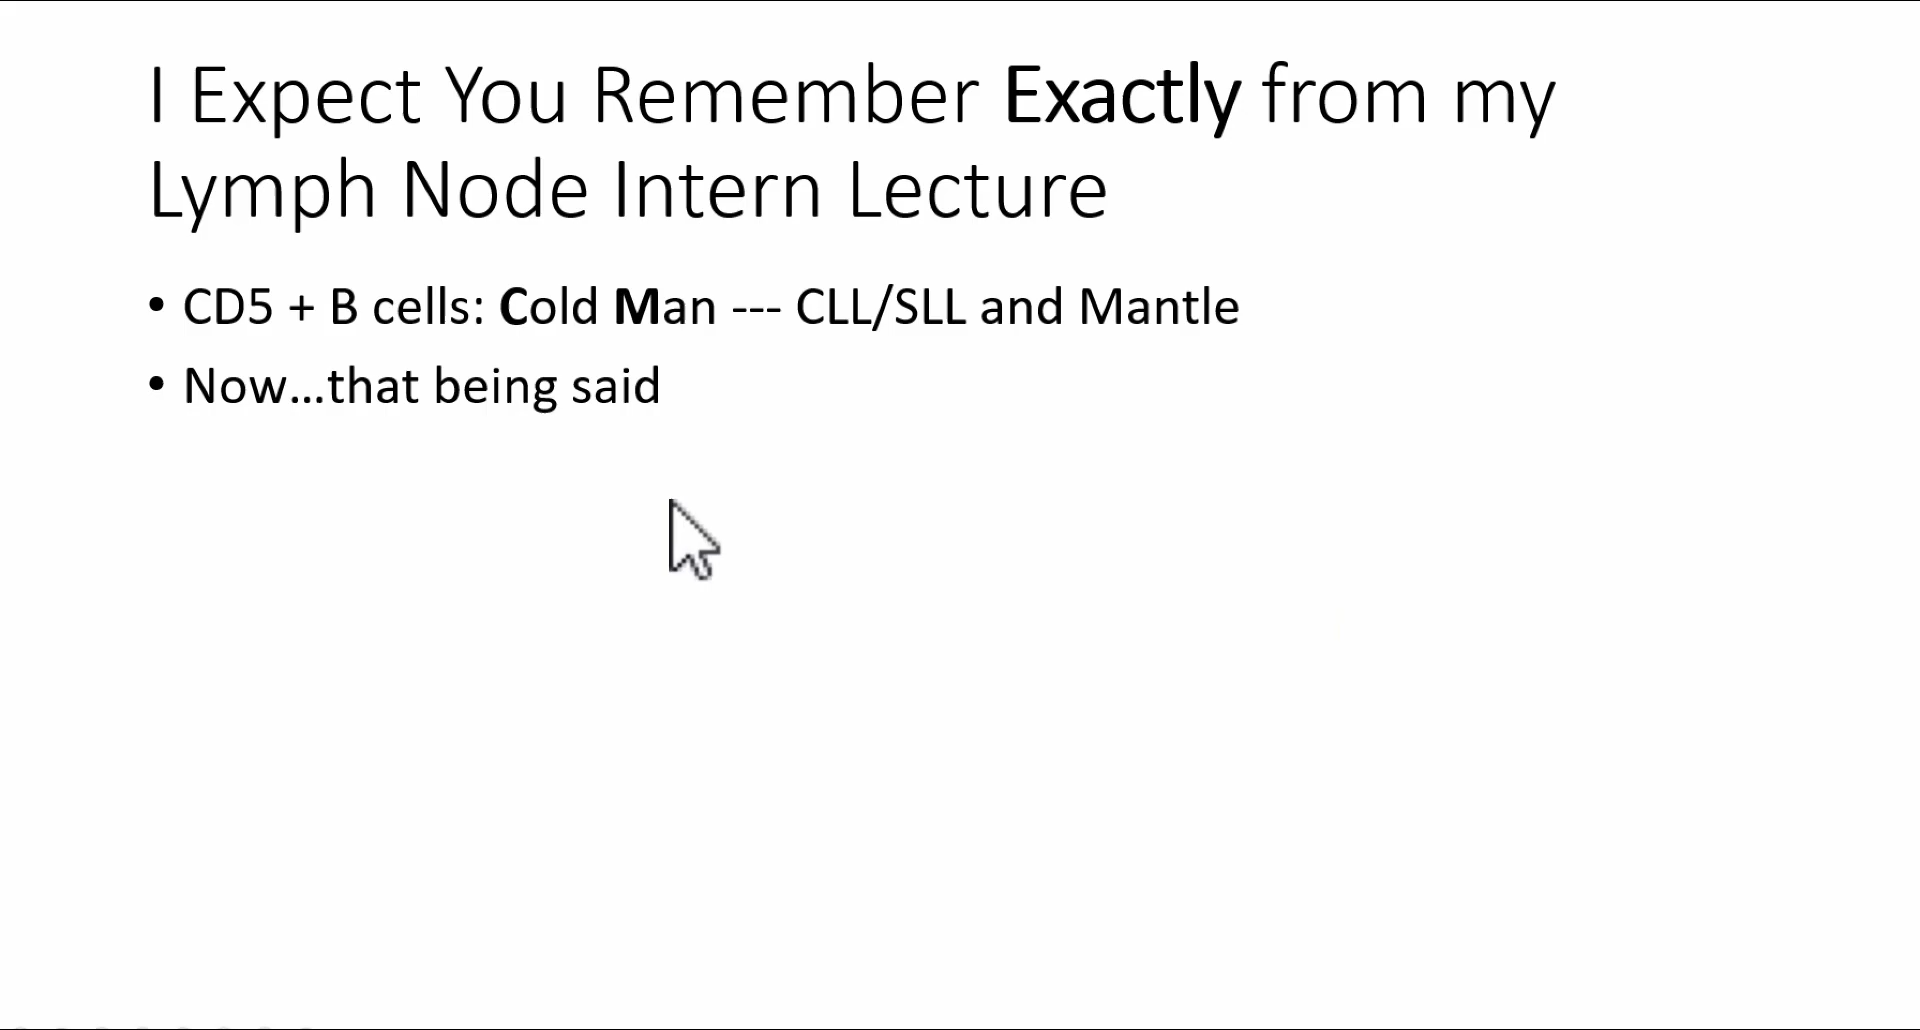 I Expect You Remember Exactly from my
Lymph Node Intern Lecture
• CD5 + B cells: Cold Man --- CLL/SLL and Mantle
• Now...that being said